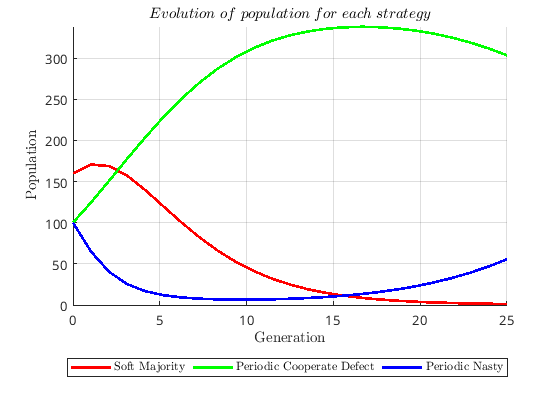 Evolution of population for each strategy
Population
300
250
200
150
100
50
0
0 5 10 15 20 25
Generation
Soft Majority Periodic Cooperate Defect Periodic Nasty